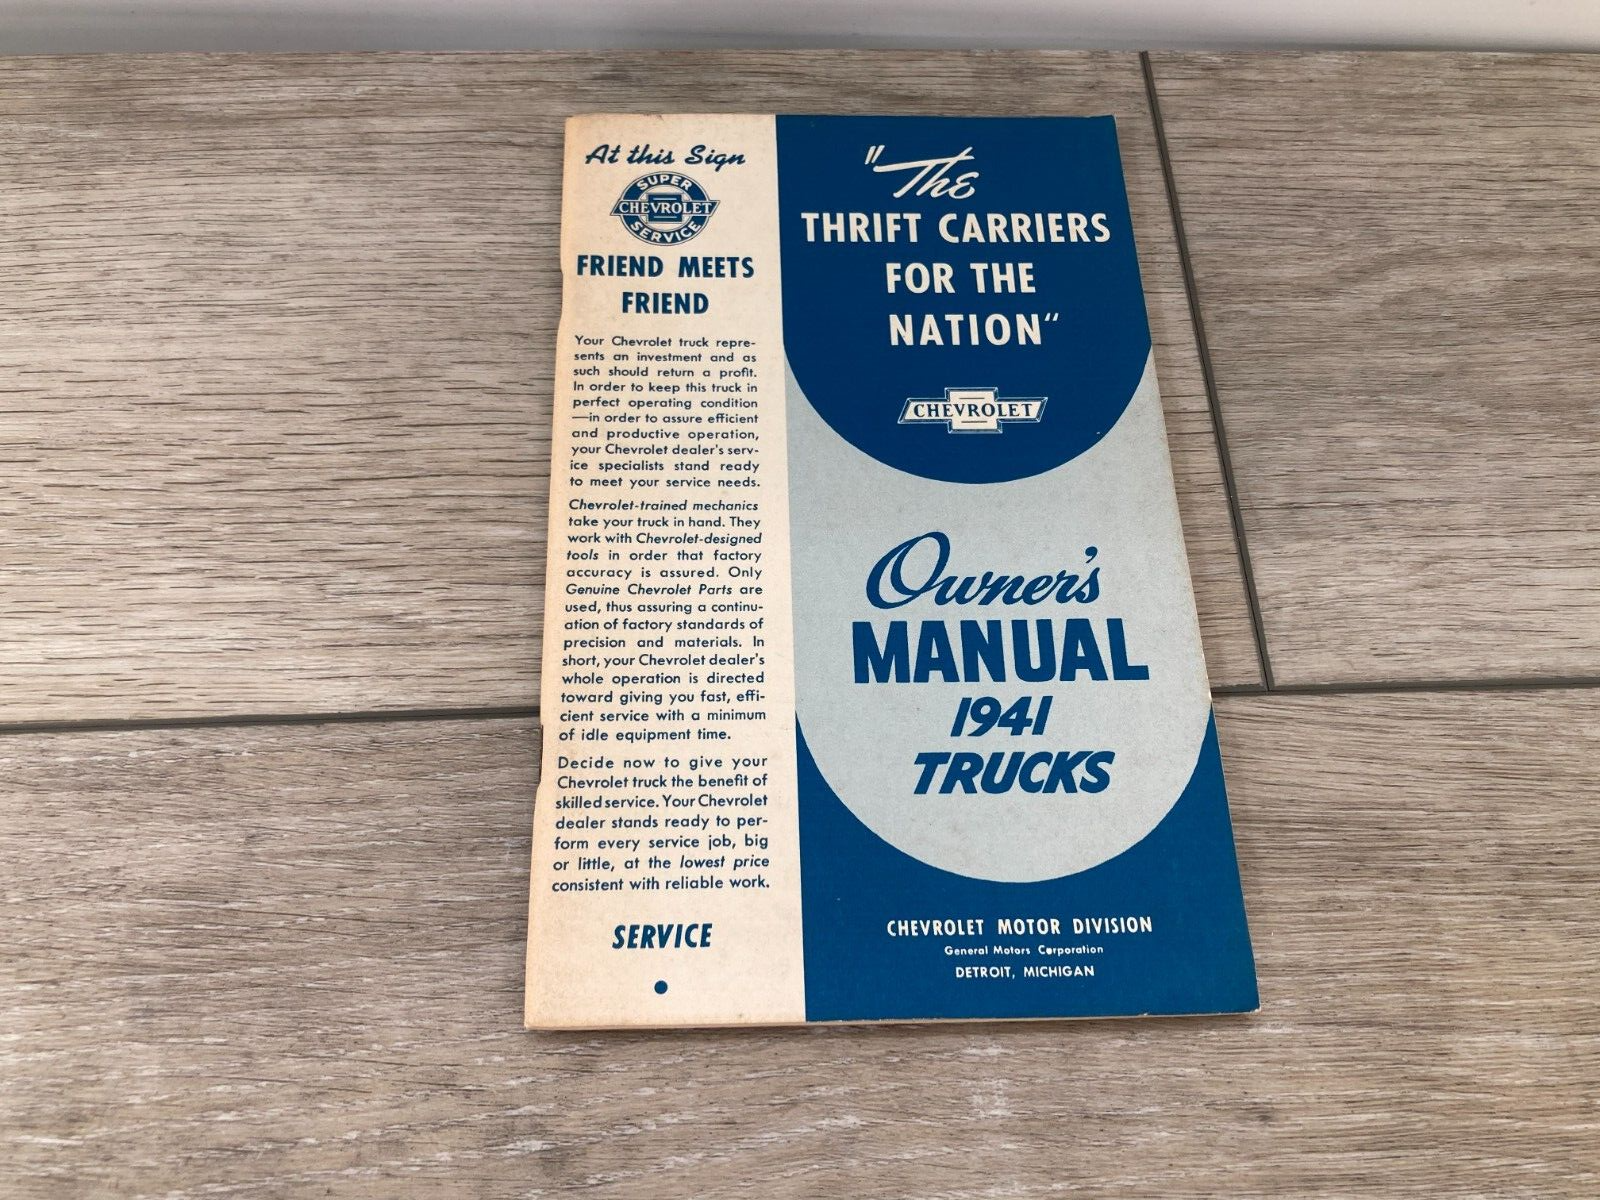 At this Sign
SUPER
CHEVROLET
SERVICE
FRIEND MEETS
FRIEND
Your Chevrolet truck repre-
sents an investment and as
such should return a profit.
In order to keep this truck in
perfect operating condition
—in order to assure efficient
and productive operation,
your Chevrolet dealer's serv-
ice specialists stand ready
to meet your service needs.
Chevrolet-trained mechanics
take your truck in hand. They
work with Chevrolet-designed
tools in order that factory
accuracy is assured. Only
Genuine Chevrolet Parts are
used, thus assuring a continu-
ation of factory standards of
precision and materials. In
short, your Chevrolet dealer's
whole operation is directed
toward giving you fast, effi-
cient service with a minimum
of idle equipment time.
Decide now to give your
Chevrolet truck the benefit of
skilled service. Your Chevrolet
dealer stands ready to per-
form every service job, big
or little, at the lowest price
consistent with reliable work.
SERVICE
"The
THRIFT CARRIERS
FOR THE
NATION"
CHEVROLET
Owner's
MANUAL
1941
TRUCKS
CHEVROLET MOTOR DIVISION
General Motors Corporation
DETROIT, MICHIGAN